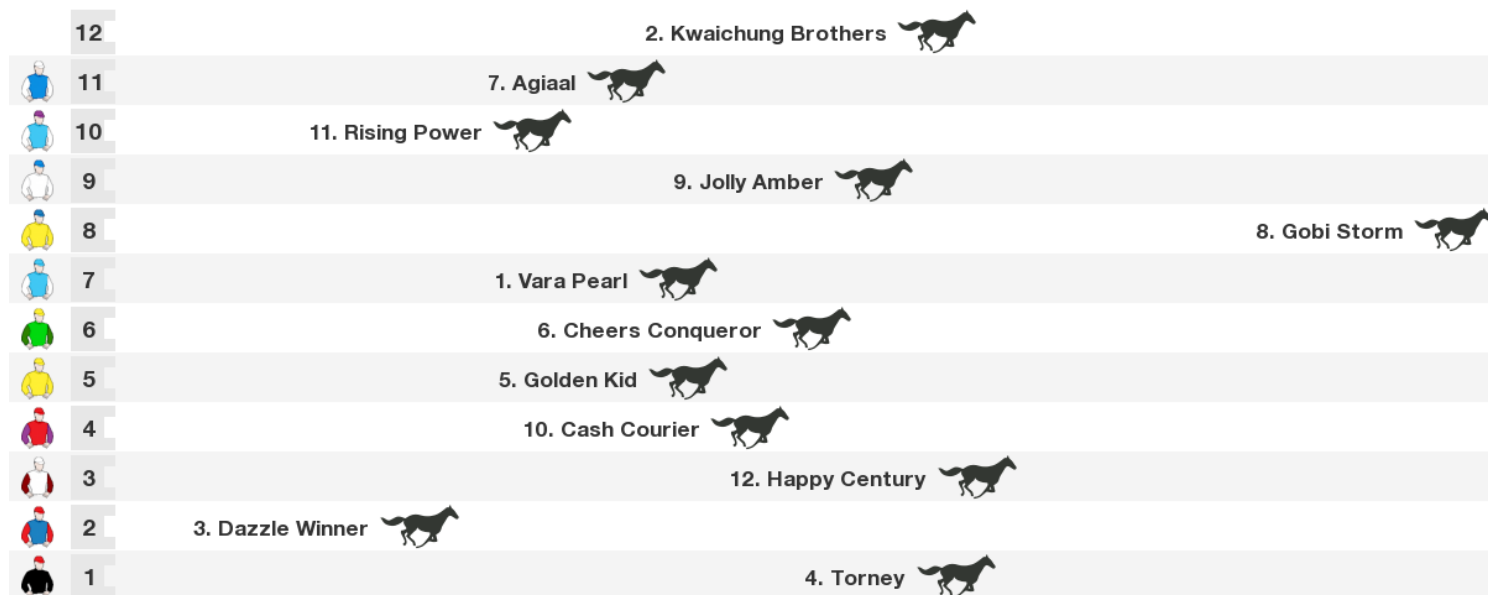 12 2. Kwaichung Brothers
11 7. Agiaal
10 11. Rising Power
9 9. Jolly Amber
8 8. Gobi Storm
7 1. Vara Pearl
6 6. Cheers Conqueror
5 5. Golden Kid
4 10. Cash Courier
3 12. Happy Century
2 3. Dazzle Winner
1 4. Torney